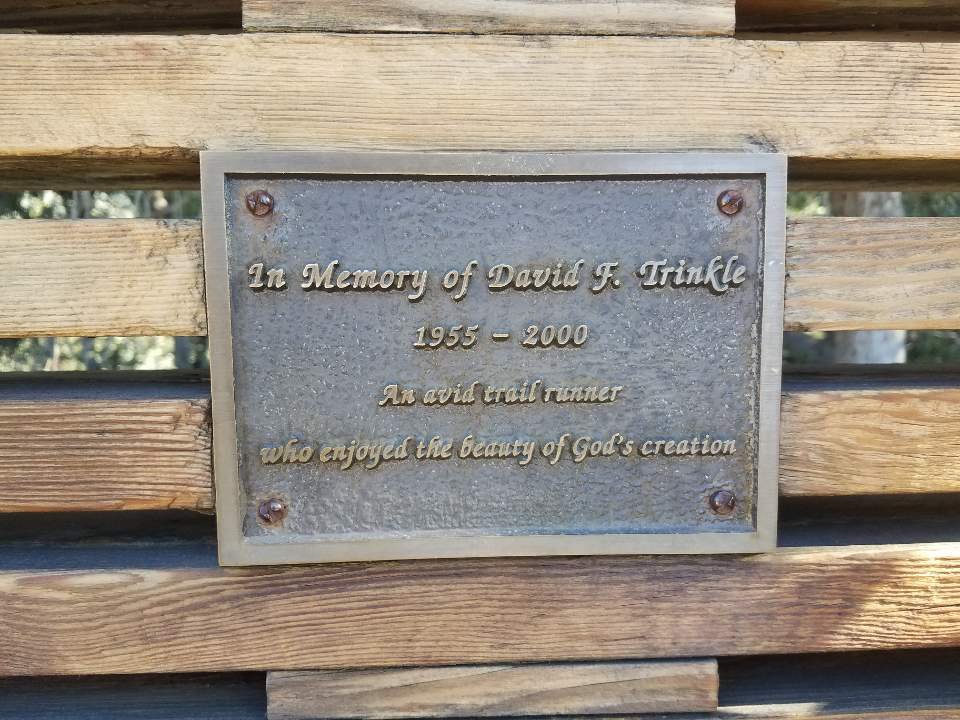 In Memory of David F. Trinkle
1955 – 2000
An avid trail runner
who enjoyed the beauty of God's creation